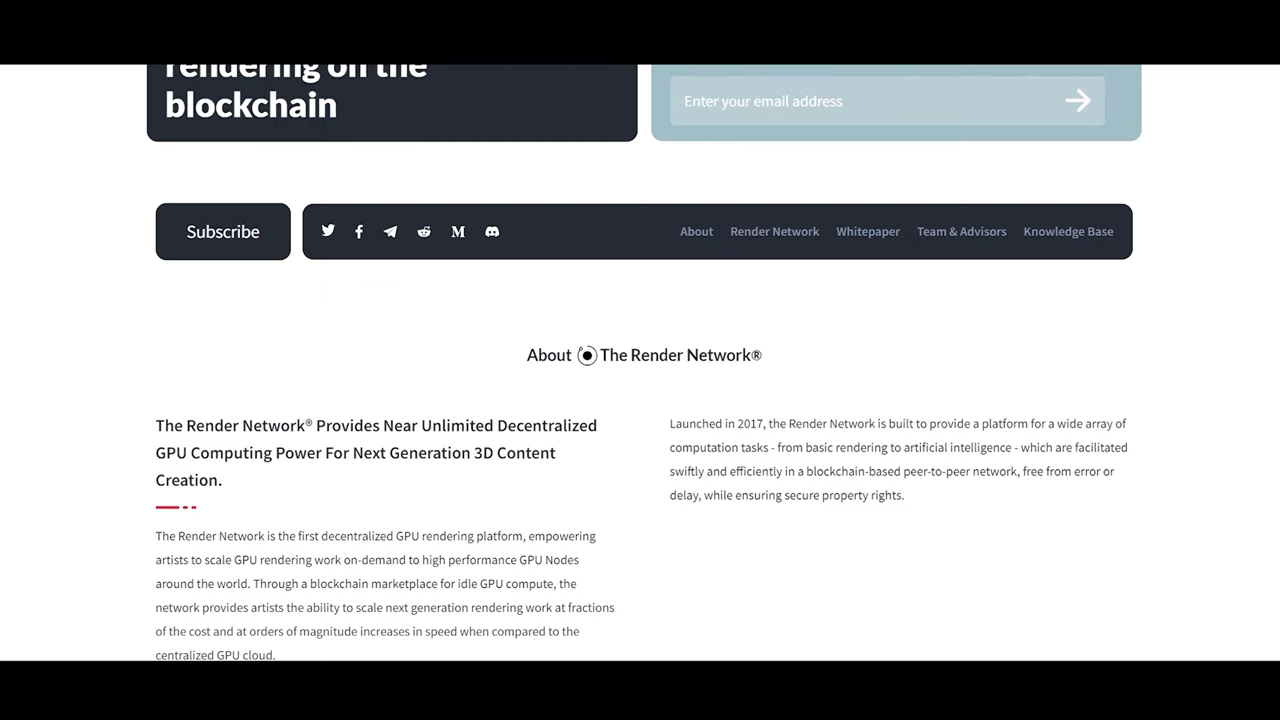 rendering on the
blockchain
Enter your email address
Subscribe
About Render Network Whitepaper Team & Advisors Knowledge Base
About The Render Network®
The Render Network® Provides Near Unlimited Decentralized
GPU Computing Power For Next Generation 3D Content
Creation.
The Render Network is the first decentralized GPU rendering platform, empowering
artists to scale GPU rendering work on-demand to high performance GPU Nodes
around the world. Through a blockchain marketplace for idle GPU compute, the
network provides artists the ability to scale next generation rendering work at fractions
of the cost and at orders of magnitude increases in speed when compared to the
centralized GPU cloud.
Launched in 2017, the Render Network is built to provide a platform for a wide array of
computation tasks - from basic rendering to artificial intelligence - which are facilitated
swiftly and efficiently in a blockchain-based peer-to-peer network, free from error or
delay, while ensuring secure property rights.